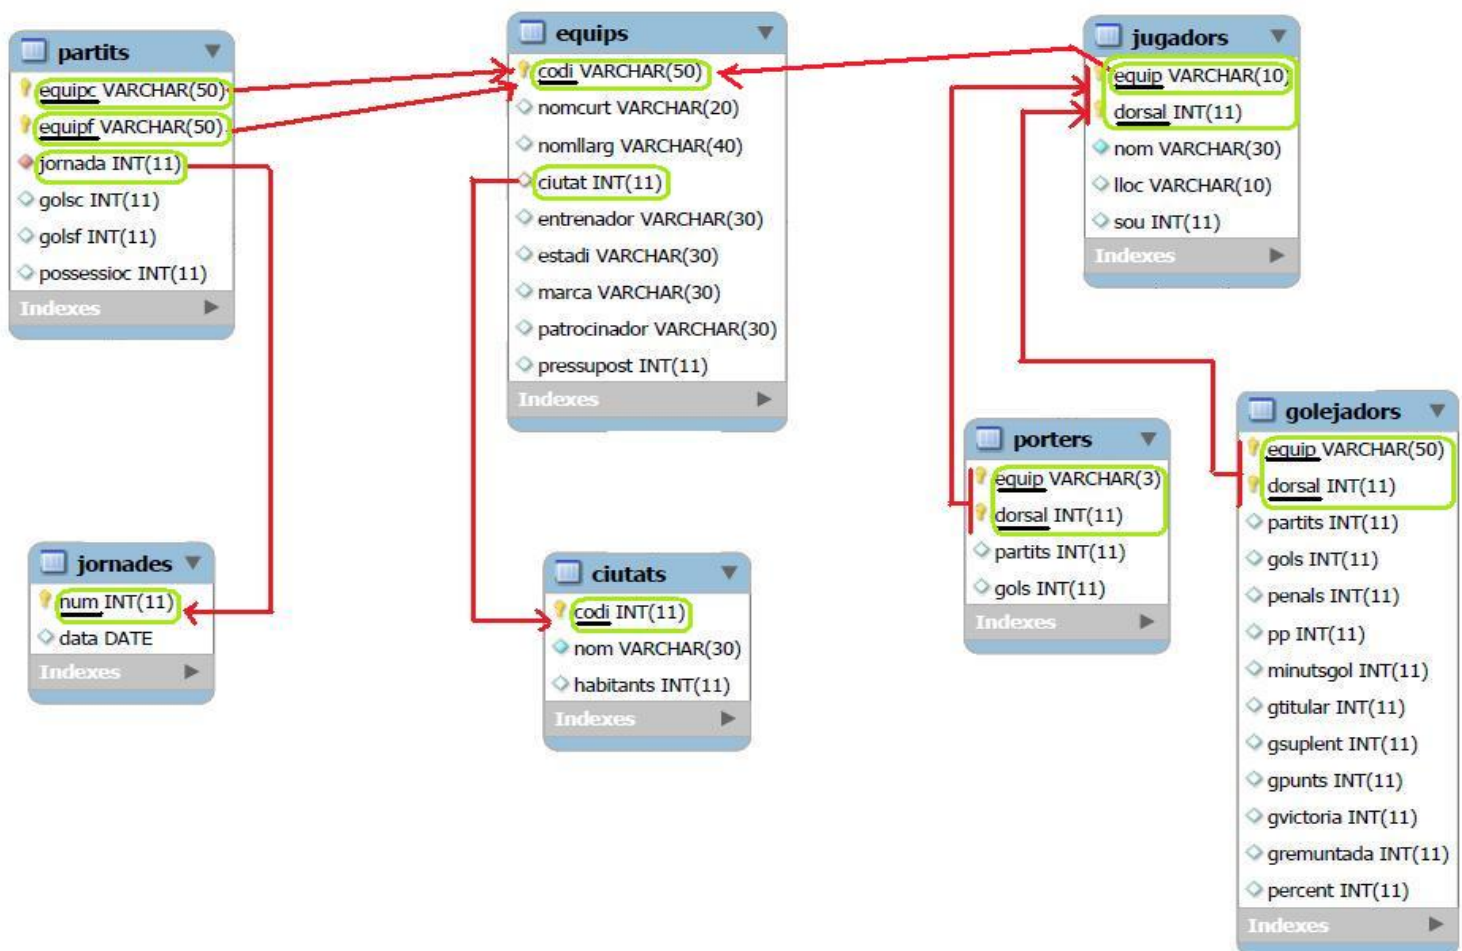 partits
equipc VARCHAR(50)
equipf VARCHAR(50)
jornada INT(11)
golsc INT(11)
golsf INT(11)
possessioc INT(11)
Indexes
equips
codi VARCHAR(50)
nomcurt VARCHAR(20)
nomllarg VARCHAR(40)
ciutat INT(11)
entrenador VARCHAR(30)
estadi VARCHAR(30)
marca VARCHAR(30)
patrocinador VARCHAR(30)
pressupost INT(11)
Indexes
jugadors
equip VARCHAR(10)
dorsal INT(11)
nom VARCHAR(30)
lloc VARCHAR(10)
sou INT(11)
Indexes
jornades
num INT(11)
data DATE
Indexes
ciutats
codi INT(11)
nom VARCHAR(30)
habitants INT(11)
Indexes
porters
equip VARCHAR(3)
dorsal INT(11)
partits INT(11)
gols INT(11)
Indexes
golejadors
equip VARCHAR(50)
dorsal INT(11)
partits INT(11)
gols INT(11)
penals INT(11)
pp INT(11)
minutsgol INT(11)
gtitular INT(11)
gsuplent INT(11)
gpunts INT(11)
gvictoria INT(11)
gremuntada INT(11)
percent INT(11)
Indexes